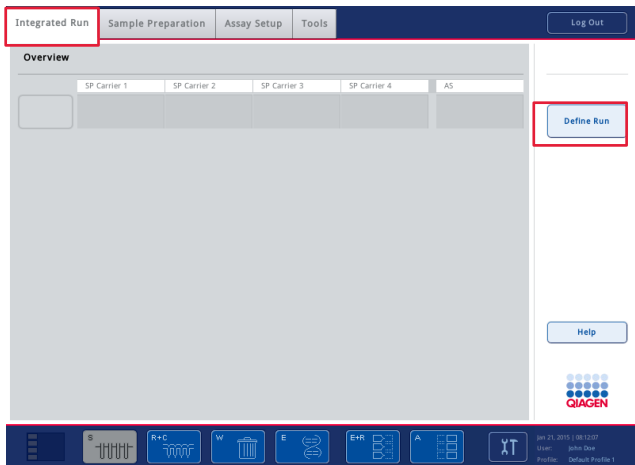 Integrated Run Sample Preparation Assay Setup Tools Log Out
Overview
SP Carrier 1 SP Carrier 2 SP Carrier 3 SP Carrier 4 AS
Define Run
Help
QIAGEN
S R+C W E E+R A
Jan 21, 2015 | 08:12:07
User: John Doe
Profile: Default Profile 1